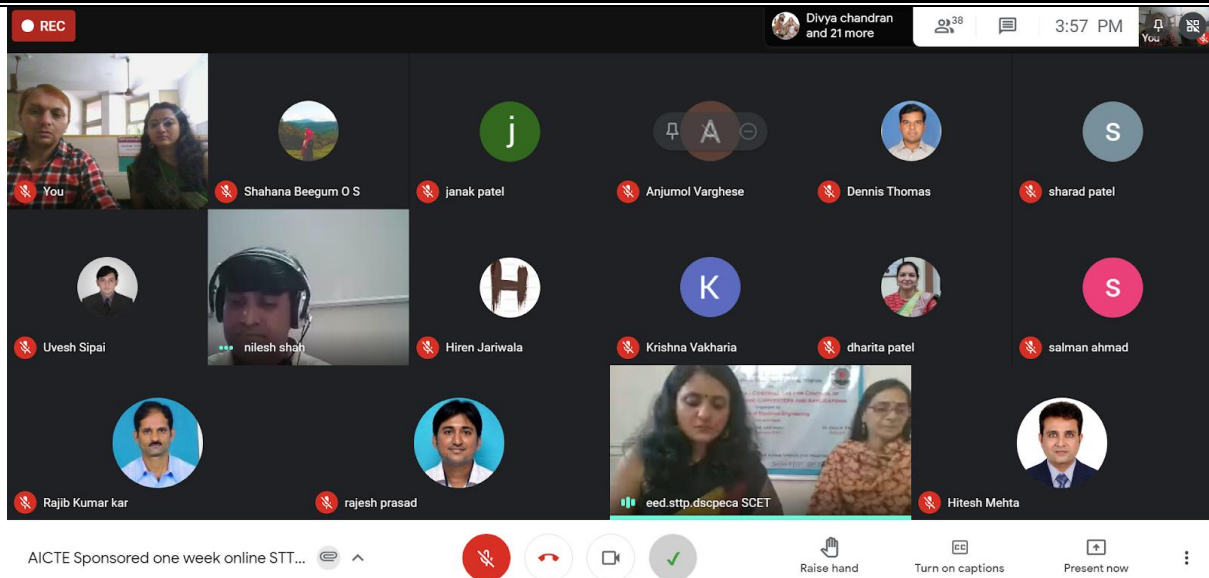 REC
Divya chandran
and 21 more
38
3:57 PM
You
You
Shahana Beegum O S
j
janak patel
A
Anjumol Varghese
Dennis Thomas
s
sharad patel
Uvesh Sipai
nilesh shah
H
Hiren Jariwala
K
Krishna Vakharia
dharita patel
s
salman ahmad
Rajib Kumar kar
rajesh prasad
eed.sttp.dscpeca SCET
Hitesh Mehta
AICTE Sponsored one week online STT...
Raise hand
CC
Turn on captions
Present now